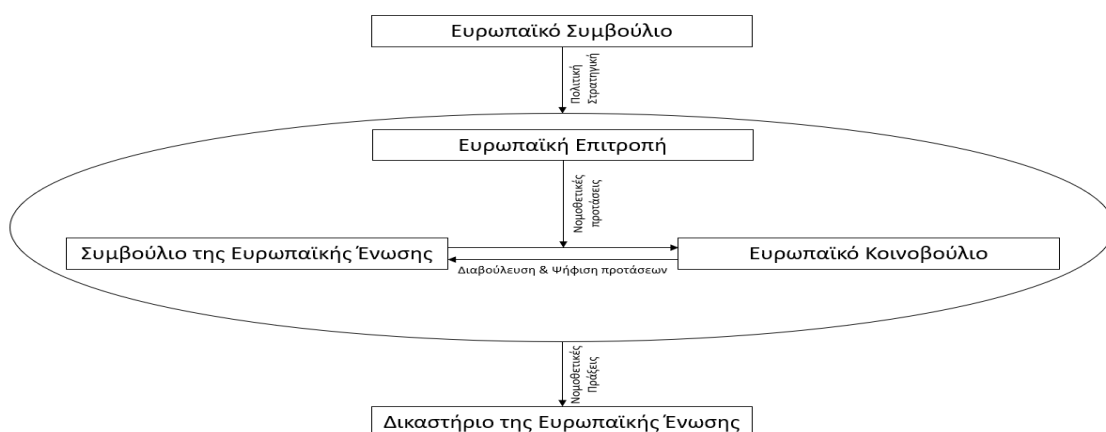 Ευρωπαϊκό Συμβούλιο
Πολιτική
Στρατηγική
Ευρωπαϊκή Επιτροπή
Νομοθετικές
προτάσεις
Συμβούλιο της Ευρωπαϊκής Ένωσης
Ευρωπαϊκό Κοινοβούλιο
Διαβούλευση & Ψήφιση προτάσεων
Νομοθετικές
Πράξεις
Δικαστήριο της Ευρωπαϊκής Ένωσης